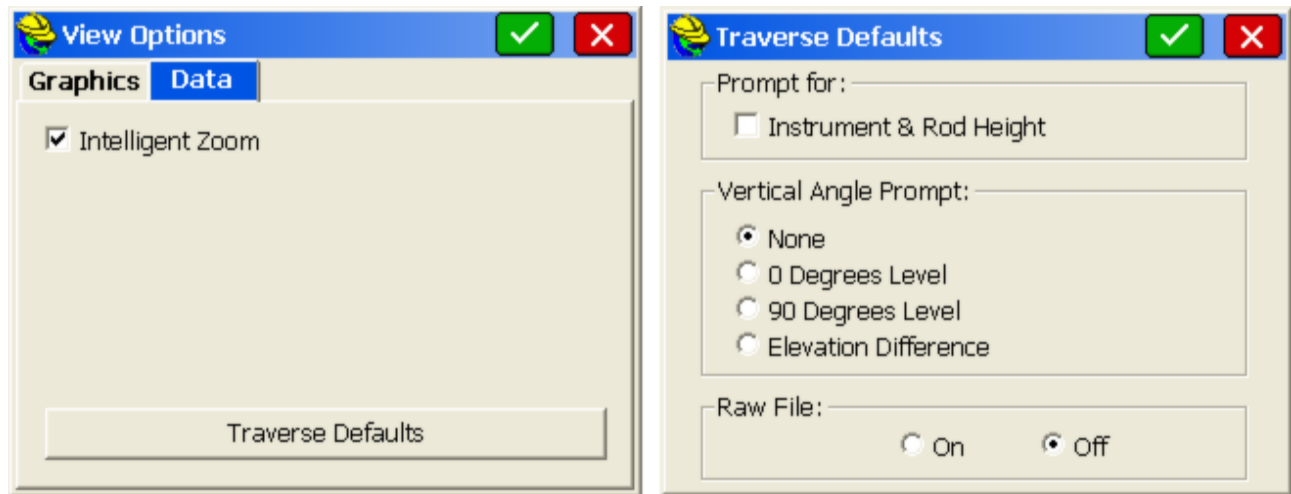 View Options
Graphics Data
Intelligent Zoom
Traverse Defaults
Traverse Defaults
Prompt for:
Instrument & Rod Height
Vertical Angle Prompt:
None
0 Degrees Level
90 Degrees Level
Elevation Difference
Raw File:
On Off